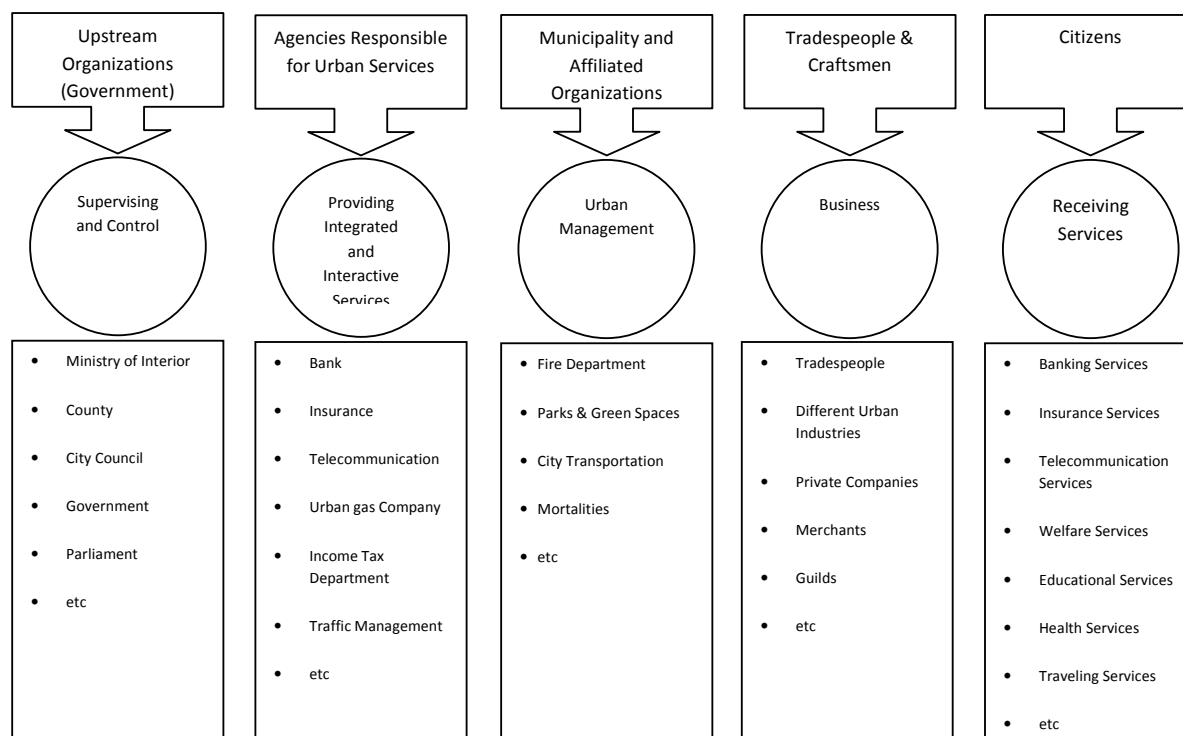 Upstream
Organizations
(Government)
Supervising
and Control
• Ministry of Interior
• County
• City Council
• Government
• Parliament
• etc
Agencies Responsible
for Urban Services
Providing
Integrated
and
Interactive
Services
• Bank
• Insurance
• Telecommunication
• Urban gas Company
• Income Tax
Department
• Traffic Management
• etc
Municipality and
Affiliated
Organizations
Urban
Management
• Fire Department
• Parks & Green Spaces
• City Transportation
• Mortalities
• etc
Tradespeople &
Craftsmen
Business
• Tradespeople
• Different Urban
Industries
• Private Companies
• Merchants
• Guilds
• etc
Citizens
Receiving
Services
• Banking Services
• Insurance Services
• Telecommunication
Services
• Welfare Services
• Educational Services
• Health Services
• Traveling Services
• etc